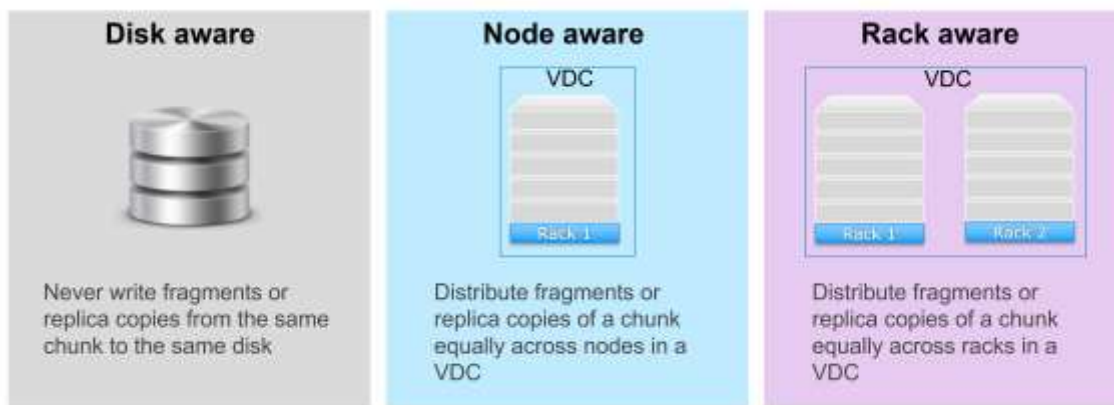 Disk aware
Never write fragments or
replica copies from the same
chunk to the same disk
Node aware
VDC
Rack 1
Distribute fragments or
replica copies of a chunk
equally across nodes in a
VDC
Rack aware
VDC
Rack 1
Rack 2
Distribute fragments or
replica copies of a chunk
equally across racks in a
VDC